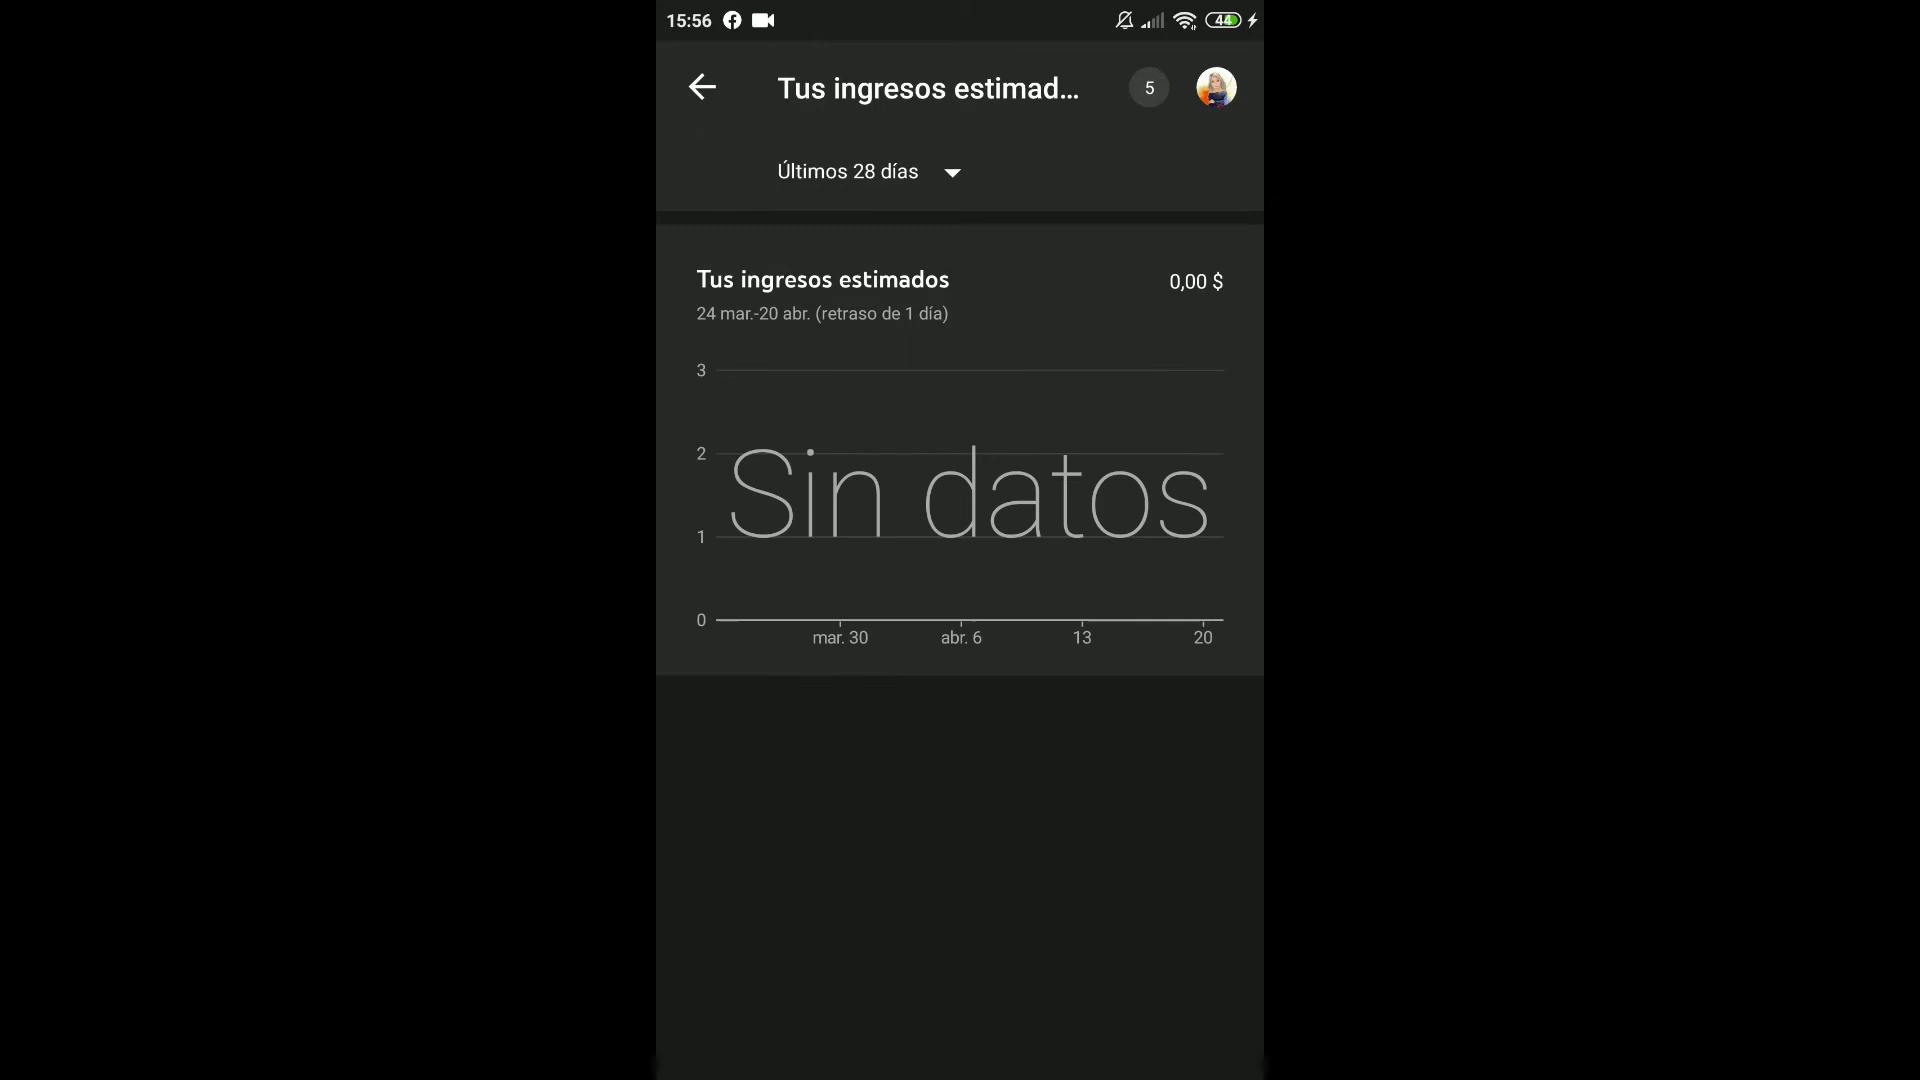 15:56
44
Tus ingresos estimad...
5
Últimos 28 días
Tus ingresos estimados
0,00 $
24 mar.-20 abr. (retraso de 1 día)
3
2
Sin datos
1
0
mar. 30 abr. 6 13 20